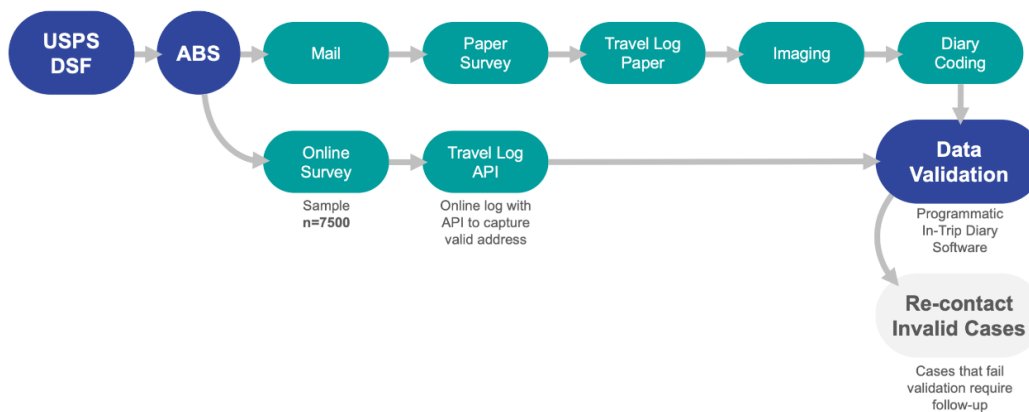 USPS
DSF
ABS
Mail
Paper
Survey
Travel Log
Paper
Imaging
Diary
Coding
Online
Survey
Travel Log
API
Data
Validation
Sample
n=7500
Online log with
API to capture
valid address
Programmatic
In-Trip Diary
Software
Re-contact
Invalid Cases
Cases that fail
validation require
follow-up